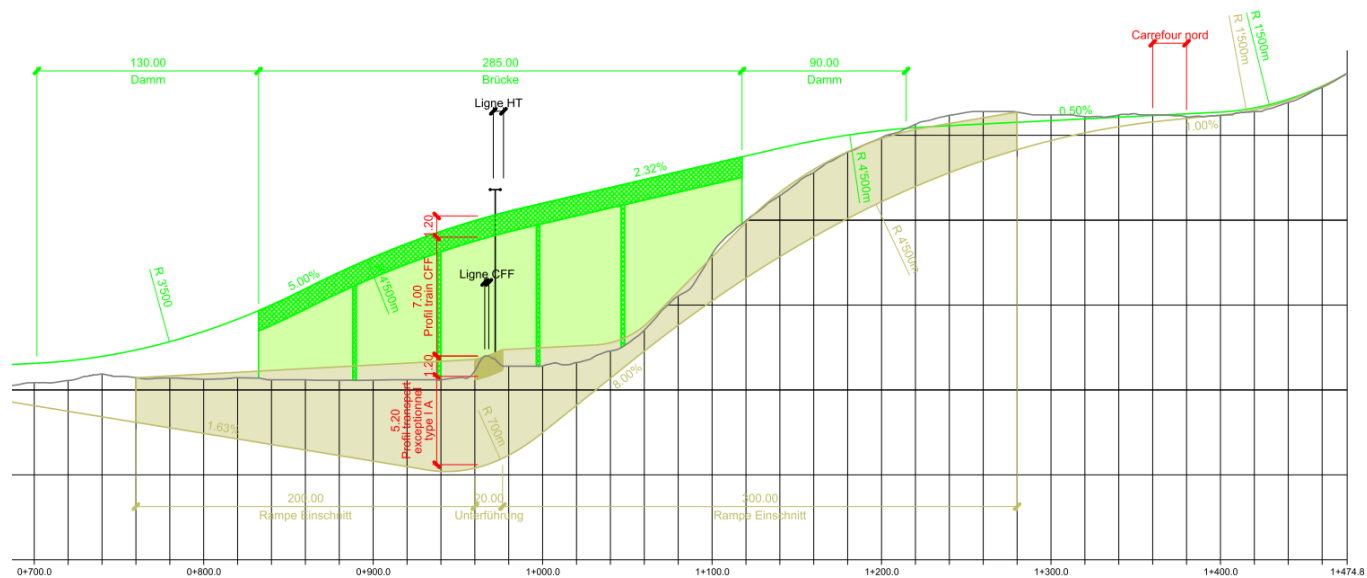 Carrefour nord
R 1'500m
R 1'500m
130.00
Damm
285.00
Brücke
90.00
Damm
Ligne HT
0.50%
1.00%
2.32%
R 4'500m
R 4'500m
5.00%
R 3'500
4'500m
Ligne CFF
1.20
7.00
Profil train CFF
1.20
5.20
Profil transport
exceptionnel
type I A
1.63%
R 700m
8.00%
200.00
Rampe Einschnitt
20.00
Unterführung
300.00
Rampe Einschnitt
0+700.0
0+800.0
0+900.0
1+000.0
1+100.0
1+200.0
1+300.0
1+400.0
1+474.8